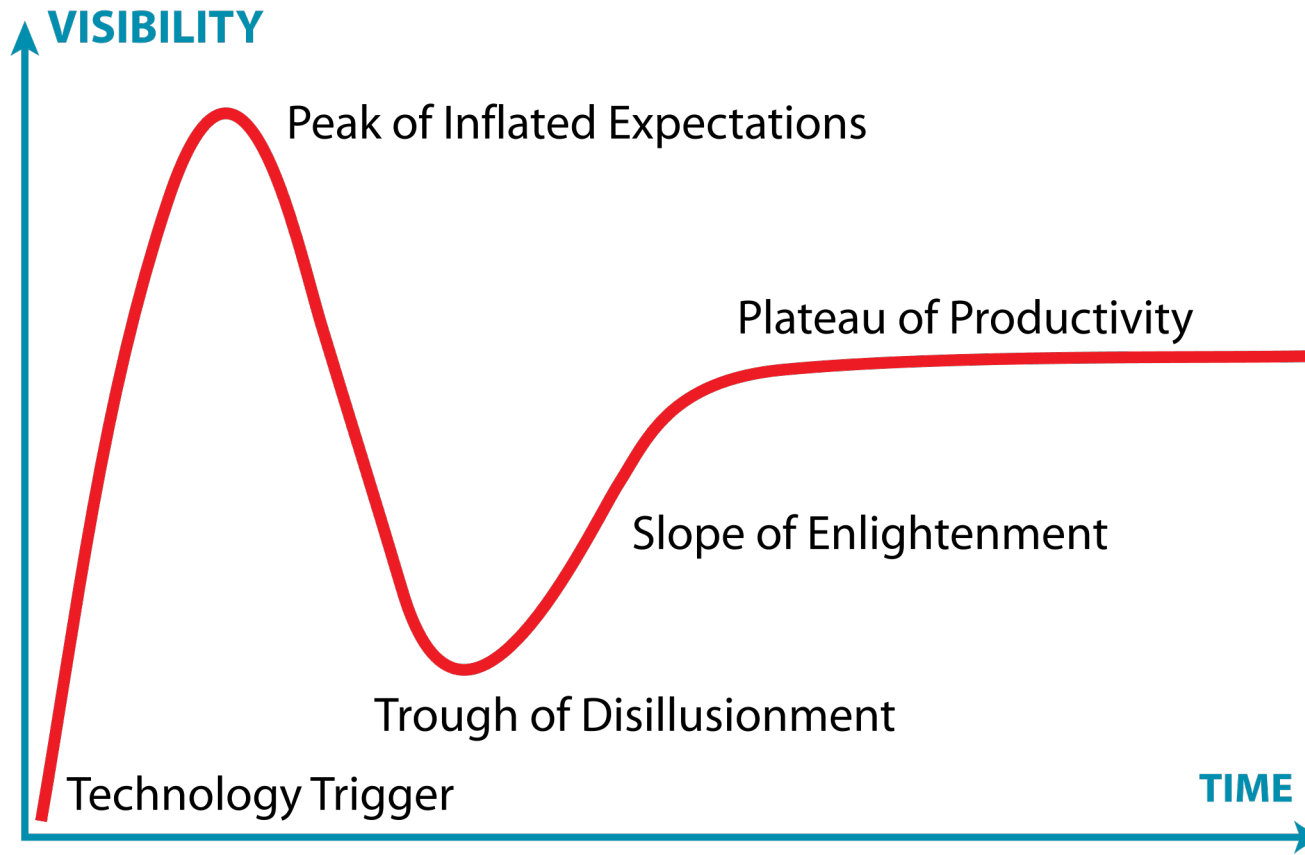 VISIBILITY
Peak of Inflated Expectations
Plateau of Productivity
Slope of Enlightenment
Trough of Disillusionment
Technology Trigger
TIME